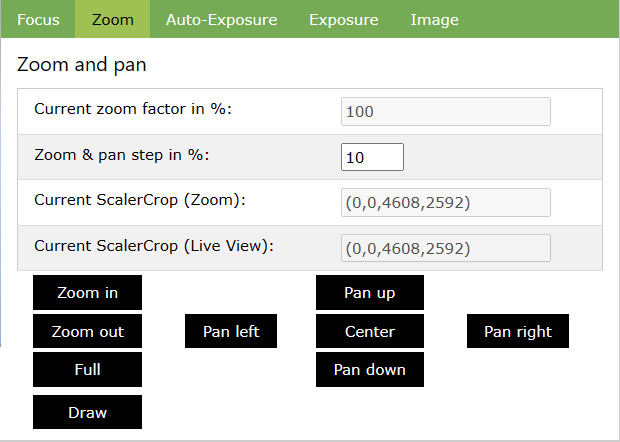 Focus Zoom Auto-Exposure Exposure Image
Zoom and pan
Current zoom factor in %: 100
Zoom & pan step in %: 10
Current ScalerCrop (Zoom): (0,0,4608,2592)
Current ScalerCrop (Live View): (0,0,4608,2592)
Zoom in Pan up
Zoom out Pan left Center Pan right
Full Pan down
Draw